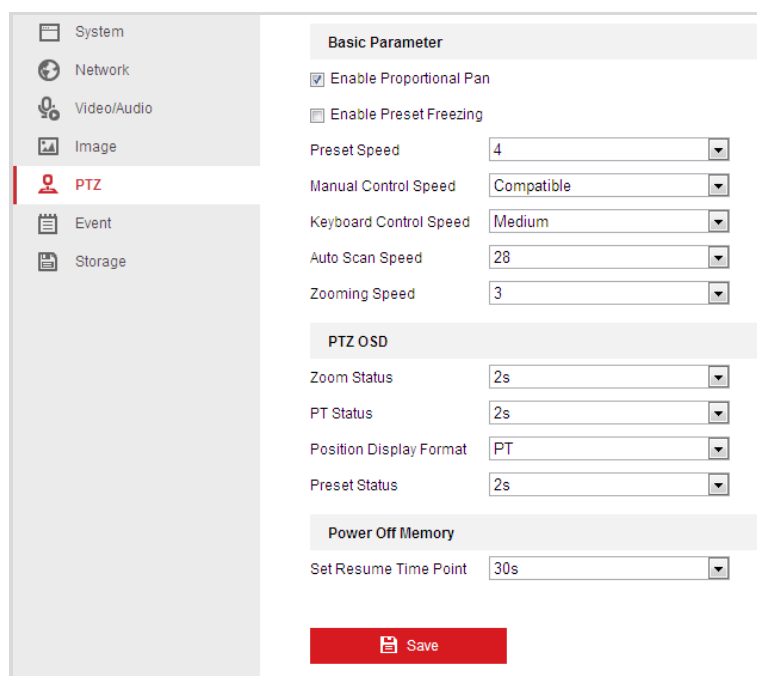 System
Network
Video/Audio
Image
PTZ
Event
Storage
Basic Parameter
Enable Proportional Pan
Enable Preset Freezing
Preset Speed 4
Manual Control Speed Compatible
Keyboard Control Speed Medium
Auto Scan Speed 28
Zooming Speed 3
PTZ OSD
Zoom Status 2s
PT Status 2s
Position Display Format PT
Preset Status 2s
Power Off Memory
Set Resume Time Point 30s
Save